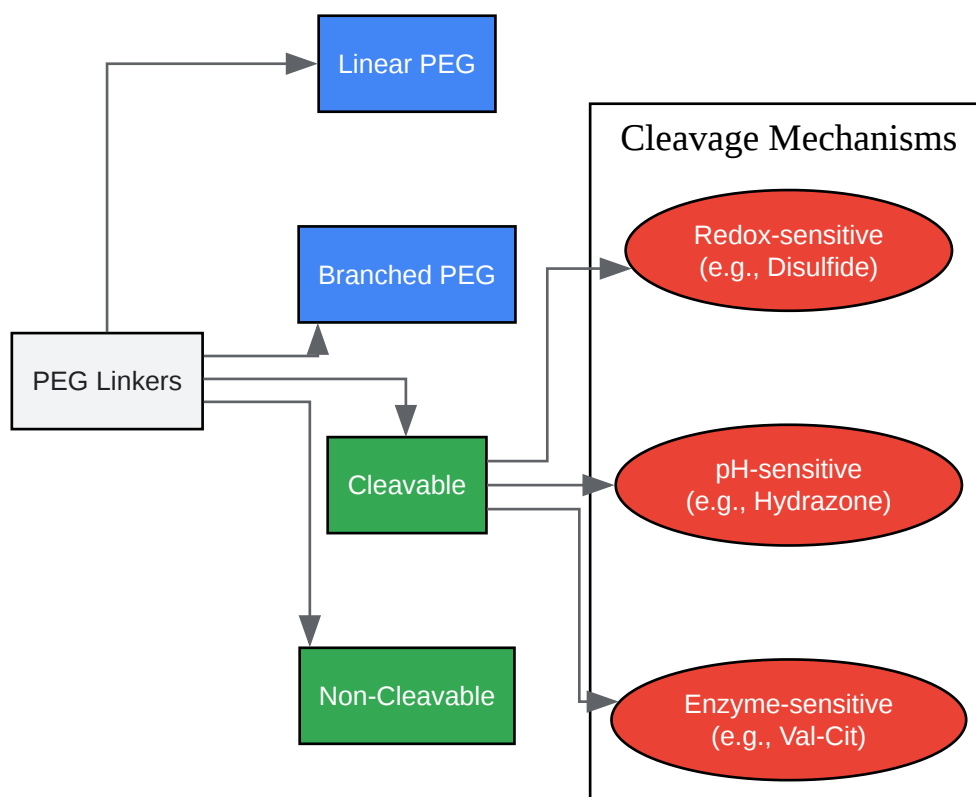 Linear PEG
Cleavage Mechanisms
Redox-sensitive
(e.g., Disulfide)
Branched PEG
PEG Linkers
pH-sensitive
(e.g., Hydrazone)
Cleavable
Non-Cleavable
Enzyme-sensitive
(e.g., Val-Cit)